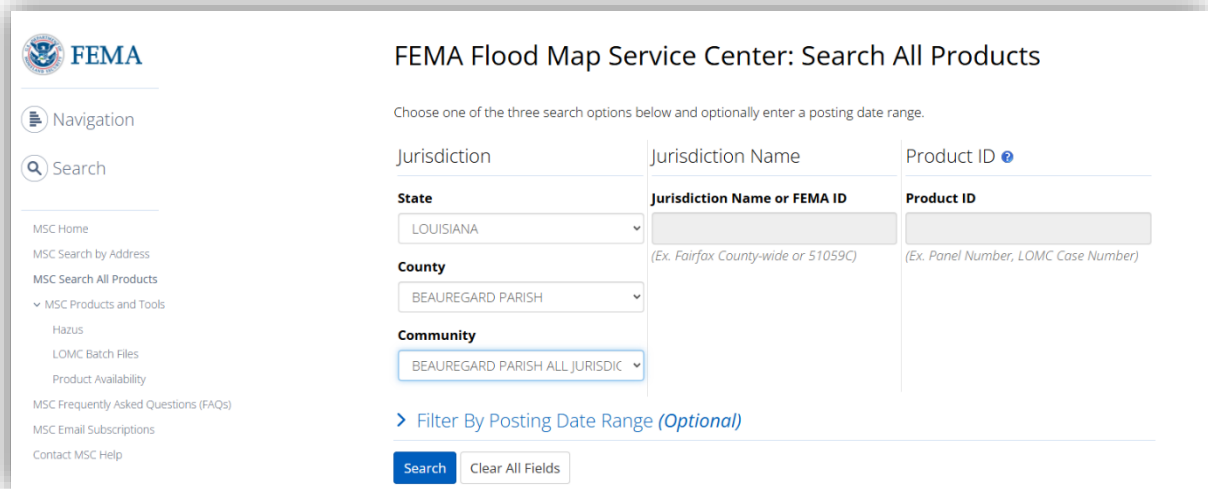 FEMA
Navigation
Search
MSC Home
MSC Search by Address
MSC Search All Products
MSC Products and Tools
Hazus
LOMC Batch Files
Product Availability
MSC Frequently Asked Questions (FAQs)
MSC Email Subscriptions
Contact MSC Help
FEMA Flood Map Service Center: Search All Products
Choose one of the three search options below and optionally enter a posting date range.
Jurisdiction
State
LOUISIANA
County
BEAUREGARD PARISH
Community
BEAUREGARD PARISH ALL JURISDIC
Jurisdiction Name
Jurisdiction Name or FEMA ID
(Ex. Fairfax County-wide or 51059C)
Product ID
Product ID
(Ex. Panel Number, LOMC Case Number)
Filter By Posting Date Range (Optional)
Search
Clear All Fields